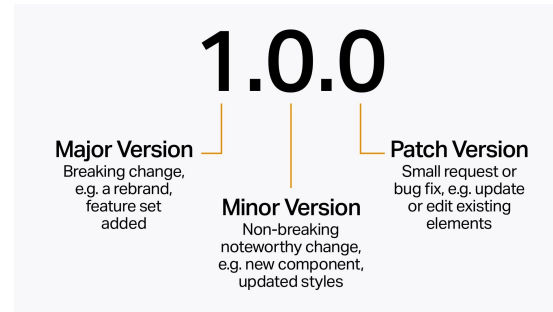 1.0.0
Major Version
Breaking change,
e.g. a rebrand,
feature set
added
Minor Version
Non-breaking
noteworthy change,
e.g. new component,
updated styles
Patch Version
Small request or
bug fix, e.g. update
or edit existing
elements